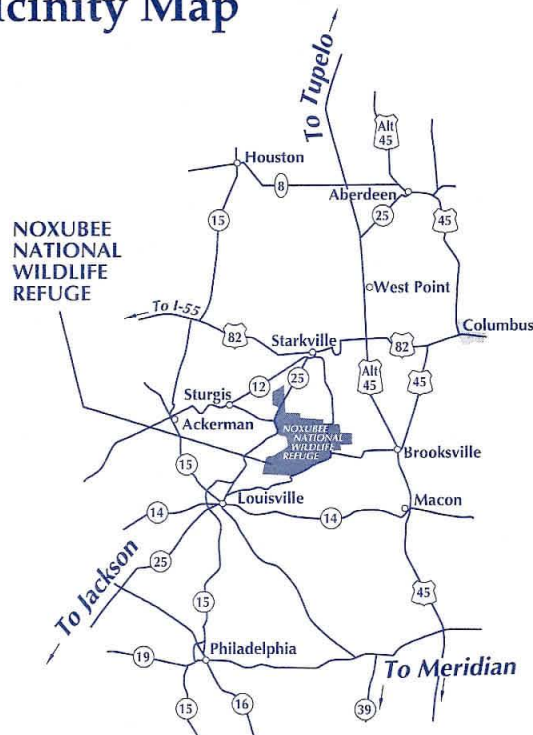 icinity Map
To Tupelo
Alt
45
Houston
8
Aberdeen
25
45
15
NOXUBEE
NATIONAL
WILDLIFE
REFUGE
West Point
To I-55
82
Starkville
82
Columbus
Alt
45
45
12
25
Sturgis
Ackerman
NOXUBEE
NATIONAL
WILDLIFE
REFUGE
Brooksville
15
Louisville
Macon
14
14
25
To Jackson
45
15
Philadelphia
19
To Meridian
15
16
39